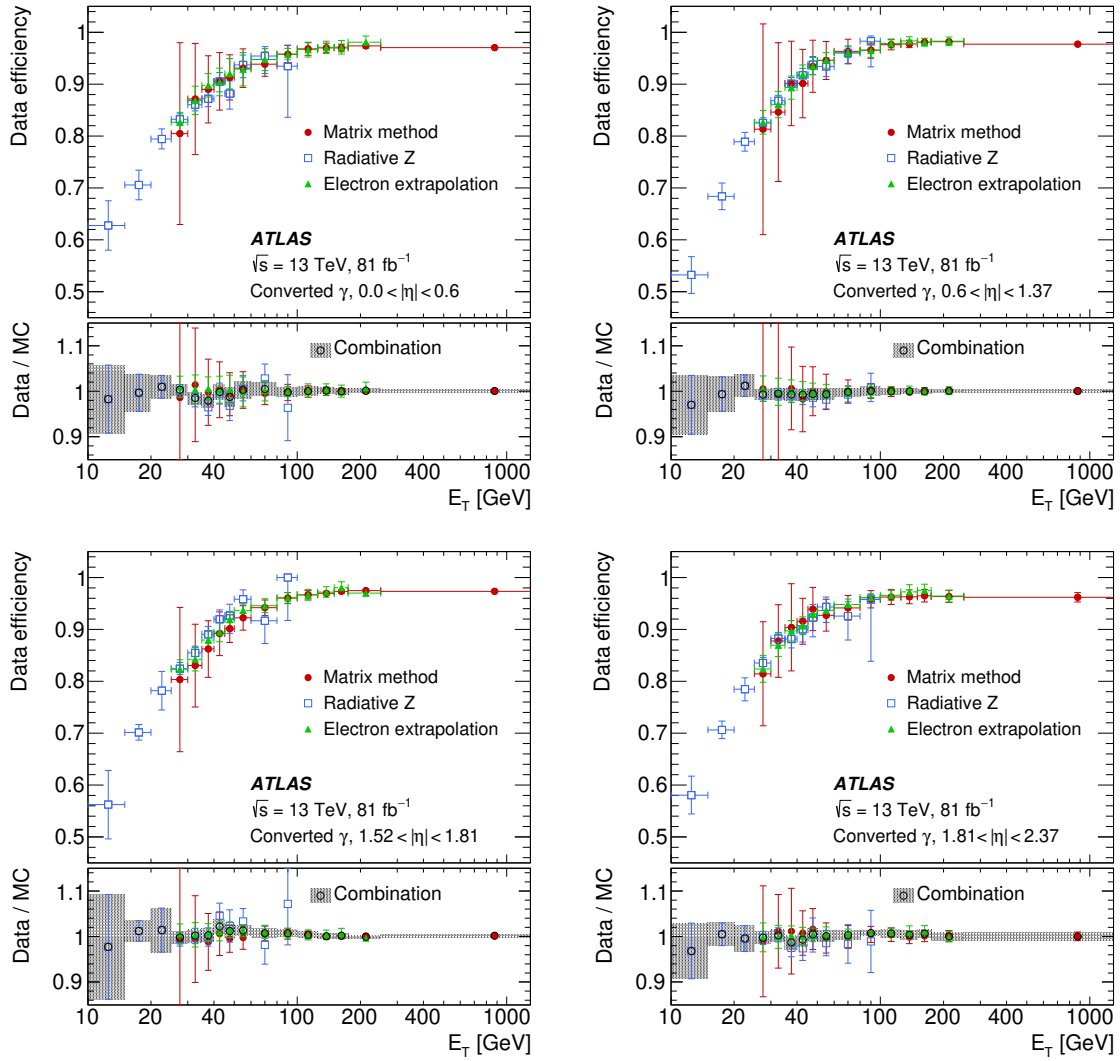 Data efficiency
1
0.9
0.8
0.7
0.6
0.5
Matrix method
Radiative Z
Electron extrapolation
ATLAS
√s = 13 TeV, 81 fb⁻¹
Converted γ, 0.0 < |η| < 0.6
Data / MC
1.1
1
0.9
Combination
10 20 40 100 200 400 1000
E_T [GeV]
Data efficiency
1
0.9
0.8
0.7
0.6
0.5
Matrix method
Radiative Z
Electron extrapolation
ATLAS
√s = 13 TeV, 81 fb⁻¹
Converted γ, 0.6 < |η| < 1.37
Data / MC
1.1
1
0.9
Combination
10 20 40 100 200 400 1000
E_T [GeV]
Data efficiency
1
0.9
0.8
0.7
0.6
0.5
Matrix method
Radiative Z
Electron extrapolation
ATLAS
√s = 13 TeV, 81 fb⁻¹
Converted γ, 1.52 < |η| < 1.81
Data / MC
1.1
1
0.9
Combination
10 20 40 100 200 400 1000
E_T [GeV]
Data efficiency
1
0.9
0.8
0.7
0.6
0.5
Matrix method
Radiative Z
Electron extrapolation
ATLAS
√s = 13 TeV, 81 fb⁻¹
Converted γ, 1.81 < |η| < 2.37
Data / MC
1.1
1
0.9
Combination
10 20 40 100 200 400 1000
E_T [GeV]